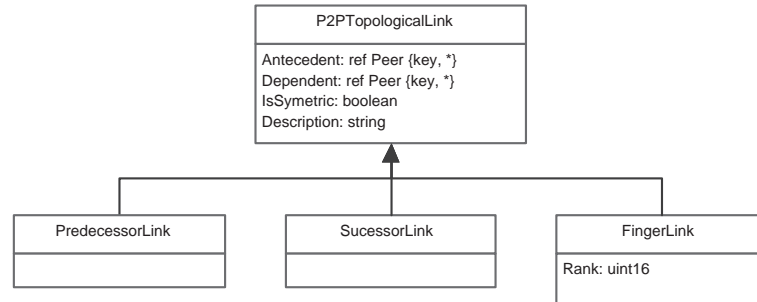 P2PTopologicalLink
Antecedent: ref Peer {key, *}
Dependent: ref Peer {key, *}
IsSymetric: boolean
Description: string
PredecessorLink
SucessorLink
FingerLink
Rank: uint16